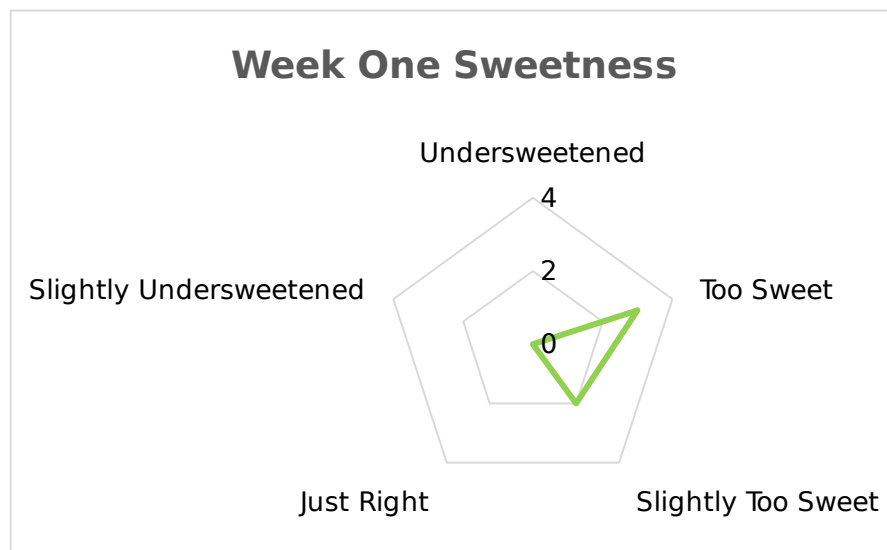 Week One Sweetness
Undersweetened
4
2
0
Slightly Undersweetened
Too Sweet
Just Right
Slightly Too Sweet